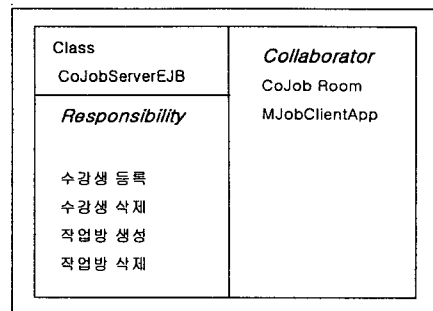 Class
CoJobServerEJB
Responsibility
수강생 등록
수강생 삭제
작업방 생성
작업방 삭제
Collaborator
CoJob Room
MJobClientApp